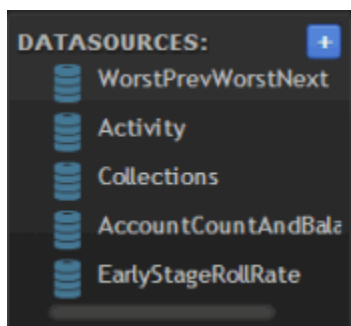 DATASOURCES: +
WorstPrevWorstNext
Activity
Collections
AccountCountAndBala
EarlyStageRollRate